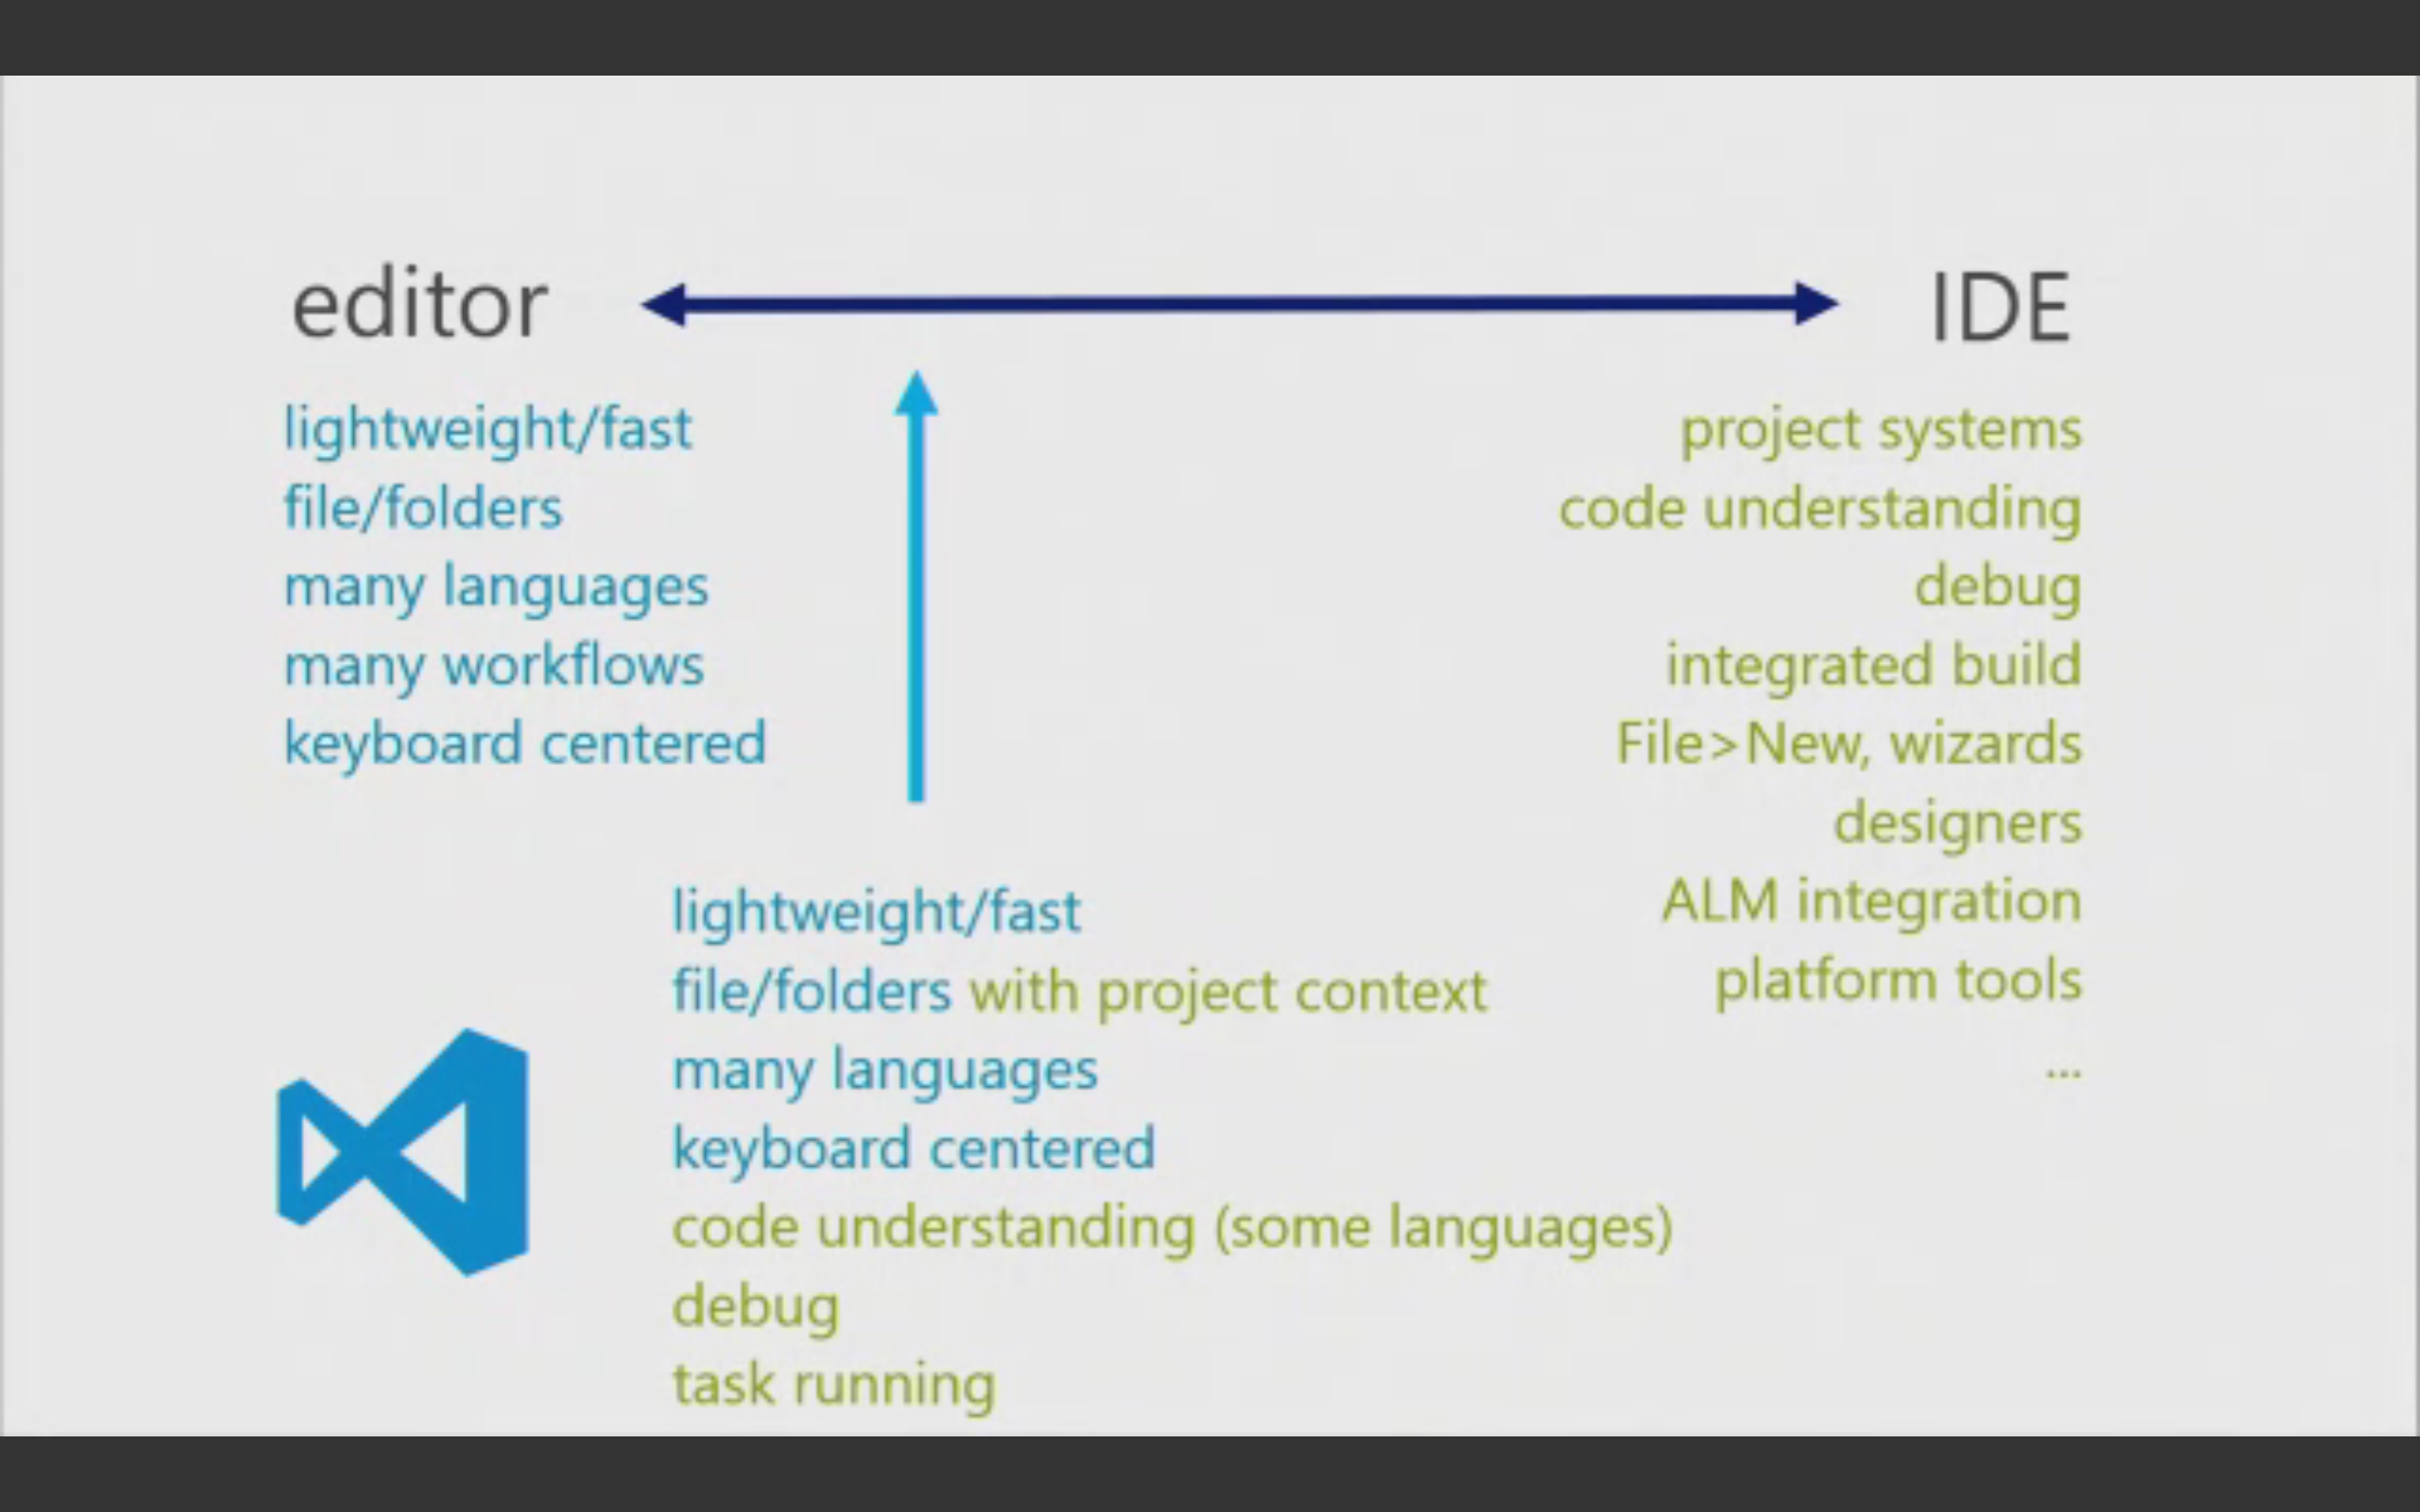 editor
IDE
lightweight/fast
file/folders
many languages
many workflows
keyboard centered
project systems
code understanding
debug
integrated build
File>New, wizards
designers
ALM integration
platform tools
...
lightweight/fast
file/folders with project context
many languages
keyboard centered
code understanding (some languages)
debug
task running